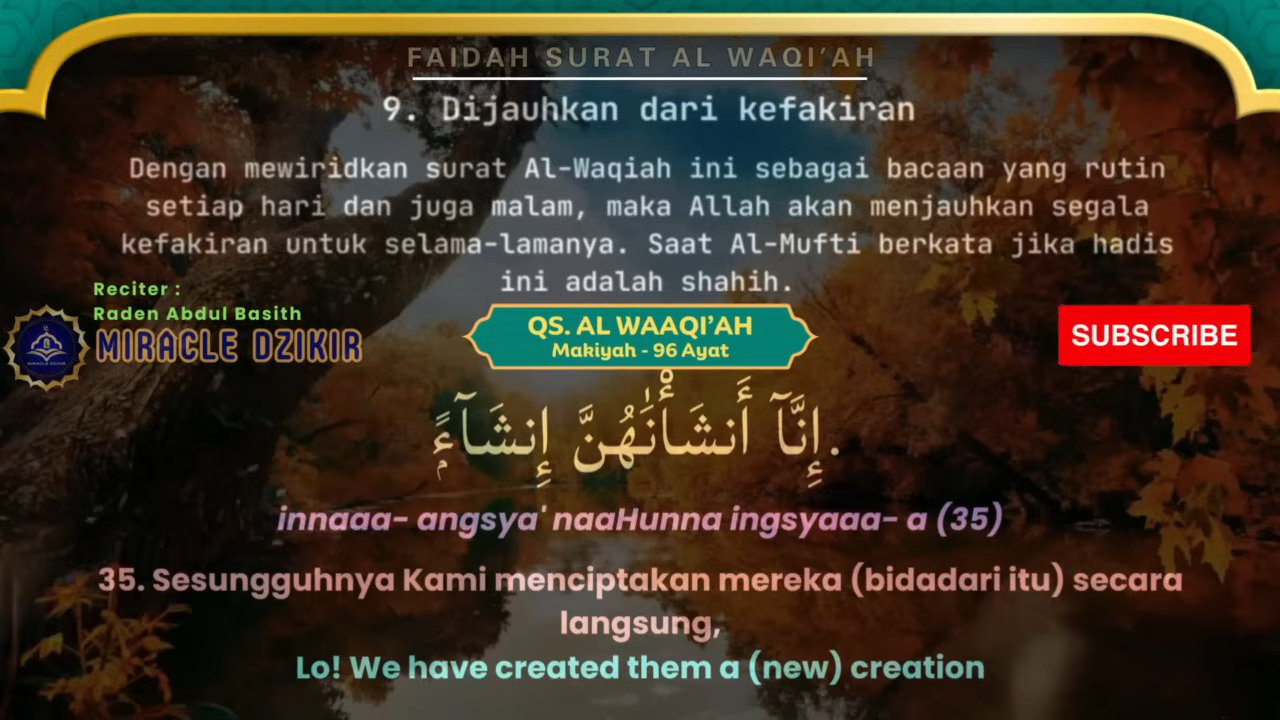 FAIDAH SURAT AL WAQI’AH
9. Dijauhkan dari kefakiran
Dengan mewiridkan surat Al-Waqiah ini sebagai bacaan yang rutin
setiap hari dan juga malam, maka Allah akan menjauhkan segala
kefakiran untuk selama-lamanya. Saat Al-Mufti berkata jika hadis
ini adalah shahih.
Reciter :
Raden Abdul Basith
MIRACLE DZIKIR
QS. AL WAAQI’AH
Makiyah - 96 Ayat
SUBSCRIBE
إِنَّآ أَنشَأْنَٰهُنَّ إِنشَآءًۭ.
innaaa- angsya' naaHunna ingsyaaa- a (35)
35. Sesungguhnya Kami menciptakan mereka (bidadari itu) secara
langsung,
Lo! We have created them a (new) creation